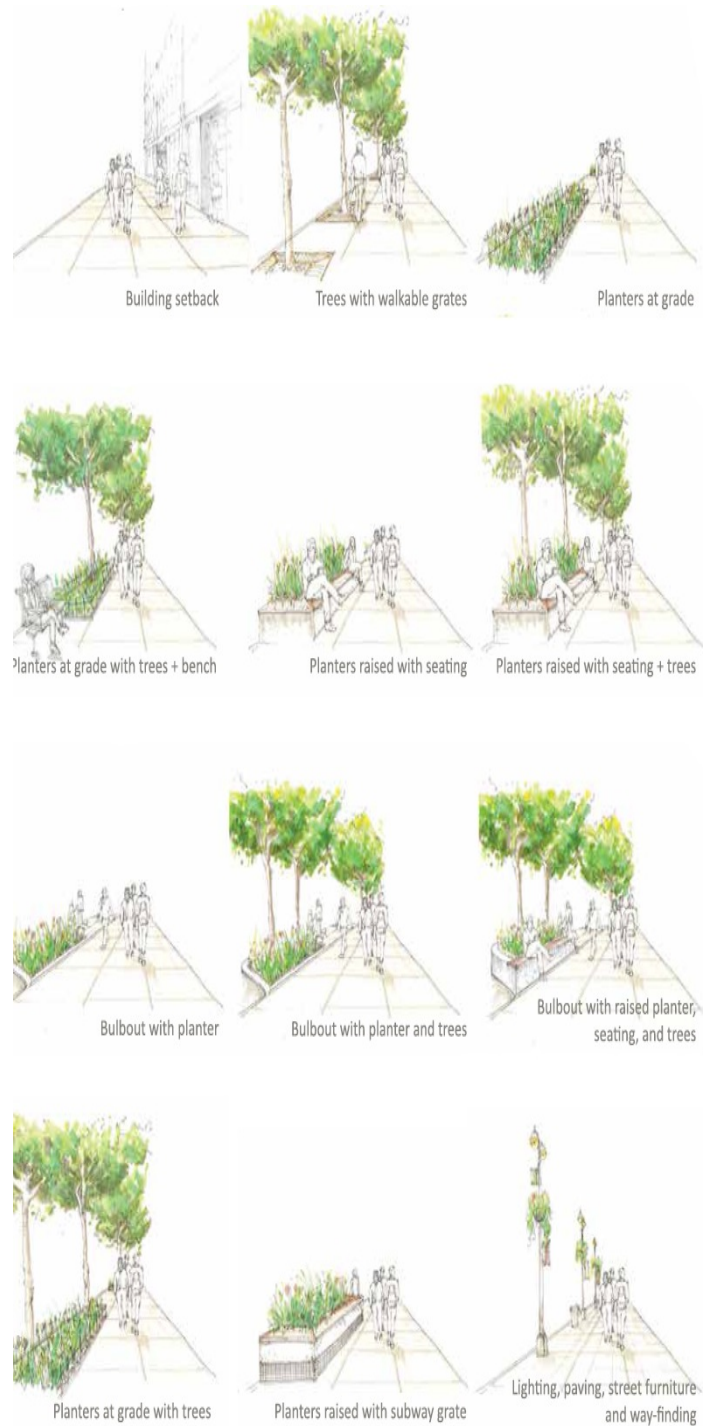 Building setback
Trees with walkable grates
Planters at grade
Planters at grade with trees + bench
Planters raised with seating
Planters raised with seating + trees
Bulbout with planter
Bulbout with planter and trees
Bulbout with raised planter,
seating, and trees
Planters at grade with trees
Planters raised with subway grate
Lighting, paving, street furniture
and way-finding